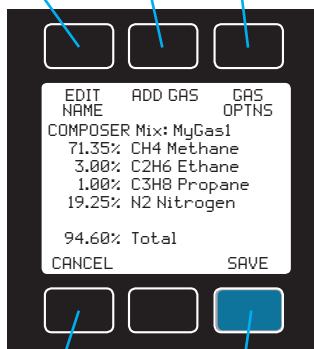 EDIT ADD GAS GAS
NAME OPTNS
COMPOSER Mix: MyGas1
71.35% CH4 Methane
3.00% C2H6 Ethane
1.00% C3H8 Propane
19.25% N2 Nitrogen
94.60% Total
CANCEL SAVE